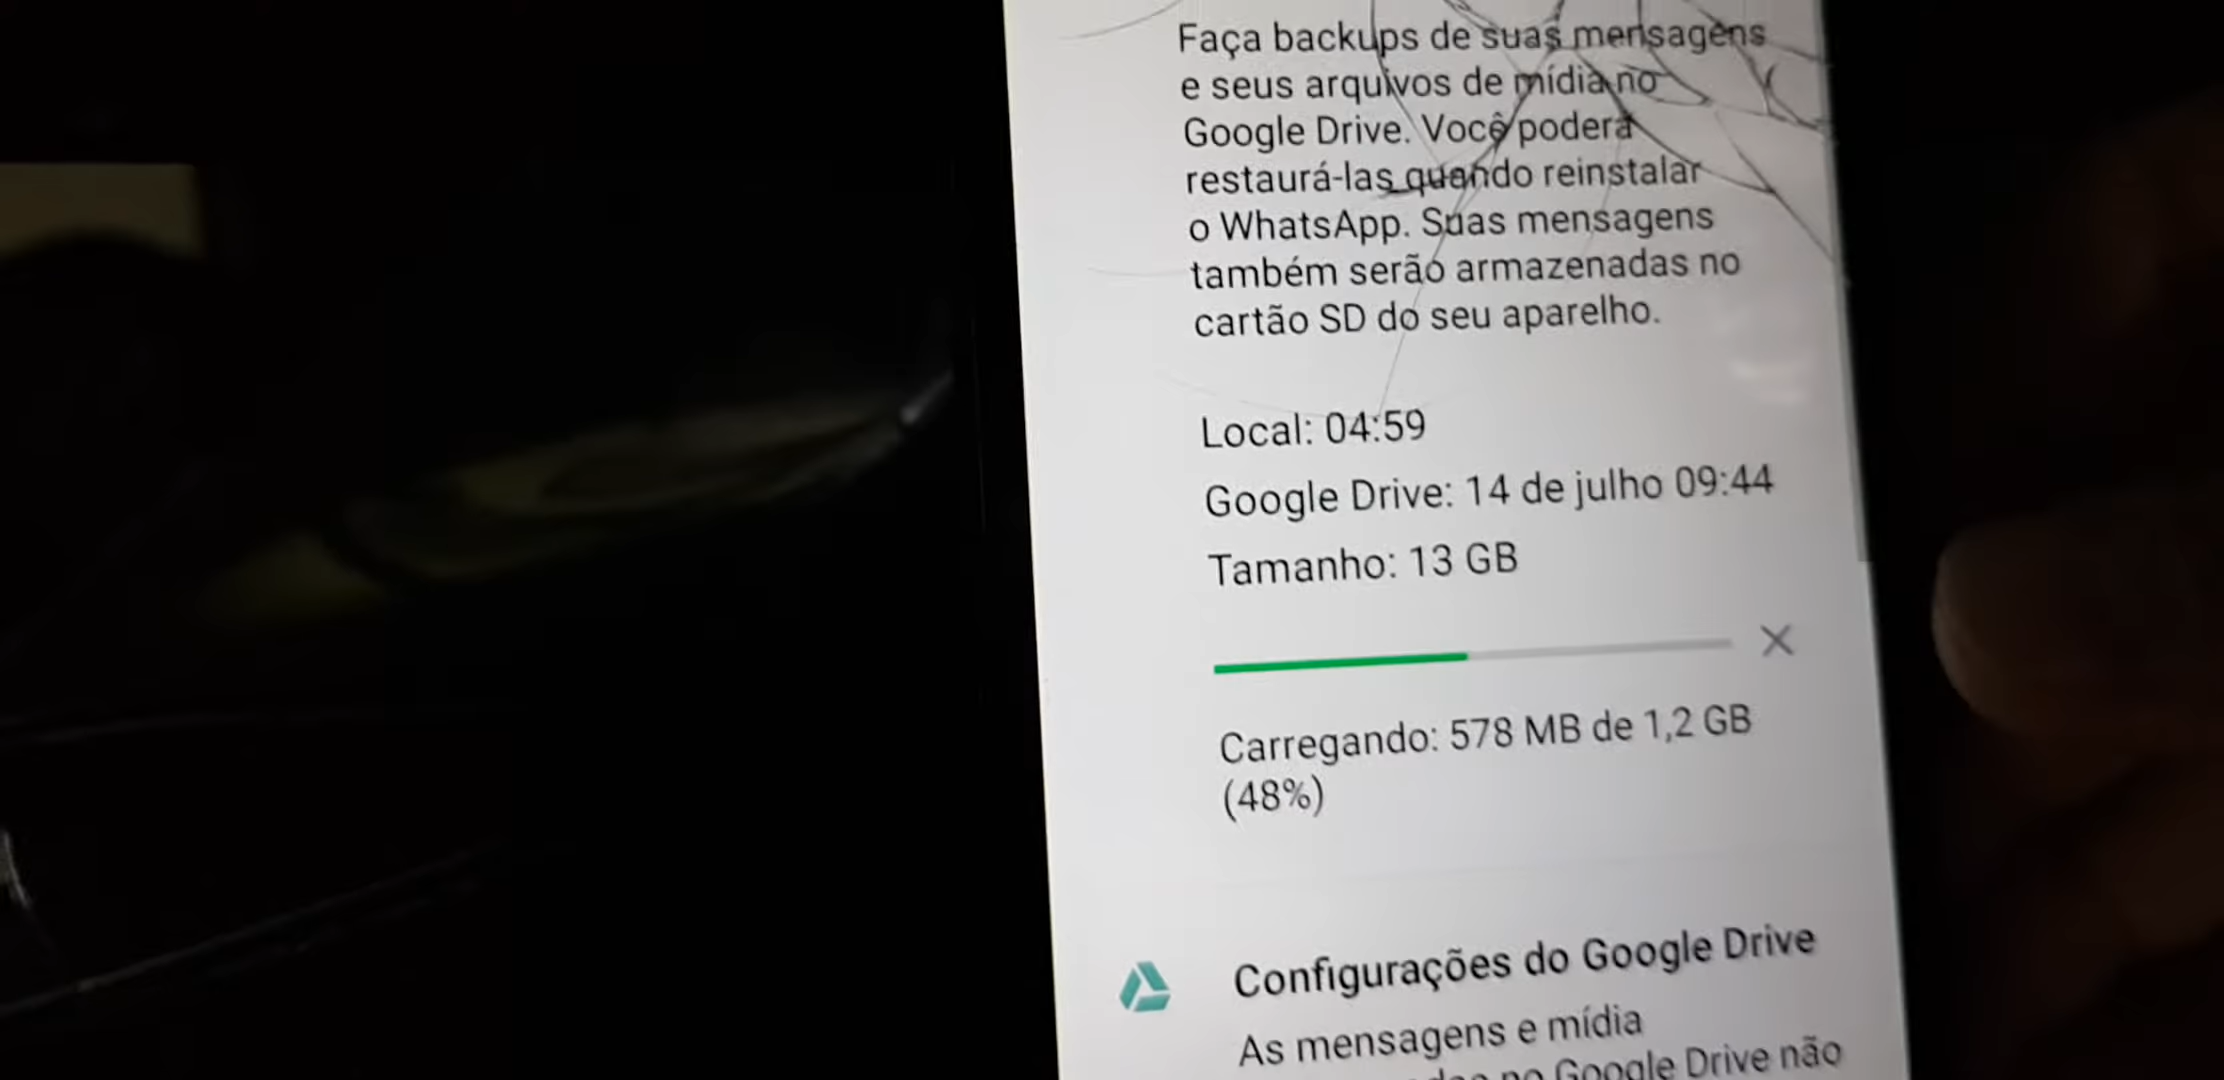 Faça backups de suas mensagens
e seus arquivos de mídia no
Google Drive. Você poderá
restaurá-las quando reinstalar
o WhatsApp. Suas mensagens
também serão armazenadas no
cartão SD do seu aparelho.
Local: 04:59
Google Drive: 14 de julho 09:44
Tamanho: 13 GB
Carregando: 578 MB de 1,2 GB
(48%)
Configurações do Google Drive
As mensagens e mídia
no Google Drive não